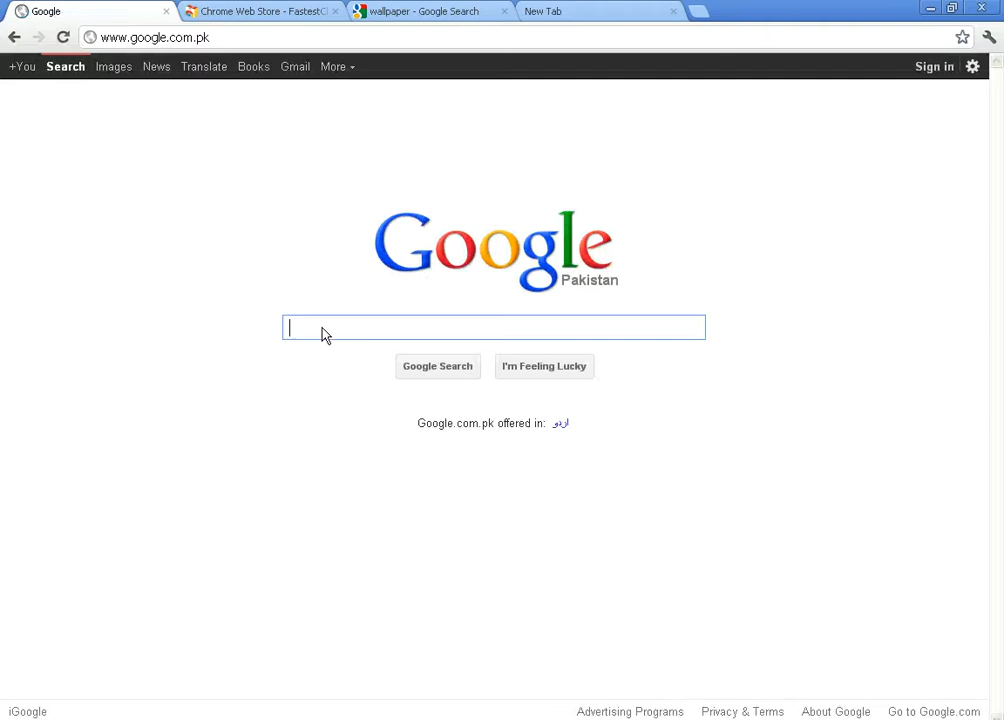 Google
Chrome Web Store - FastestCl
wallpaper - Google Search
New Tab
www.google.com.pk
+You Search Images News Translate Books Gmail More
Sign in
Google
Pakistan
Google Search
I'm Feeling Lucky
Google.com.pk offered in: اردو
iGoogle
Advertising Programs Privacy & Terms About Google Go to Google.com